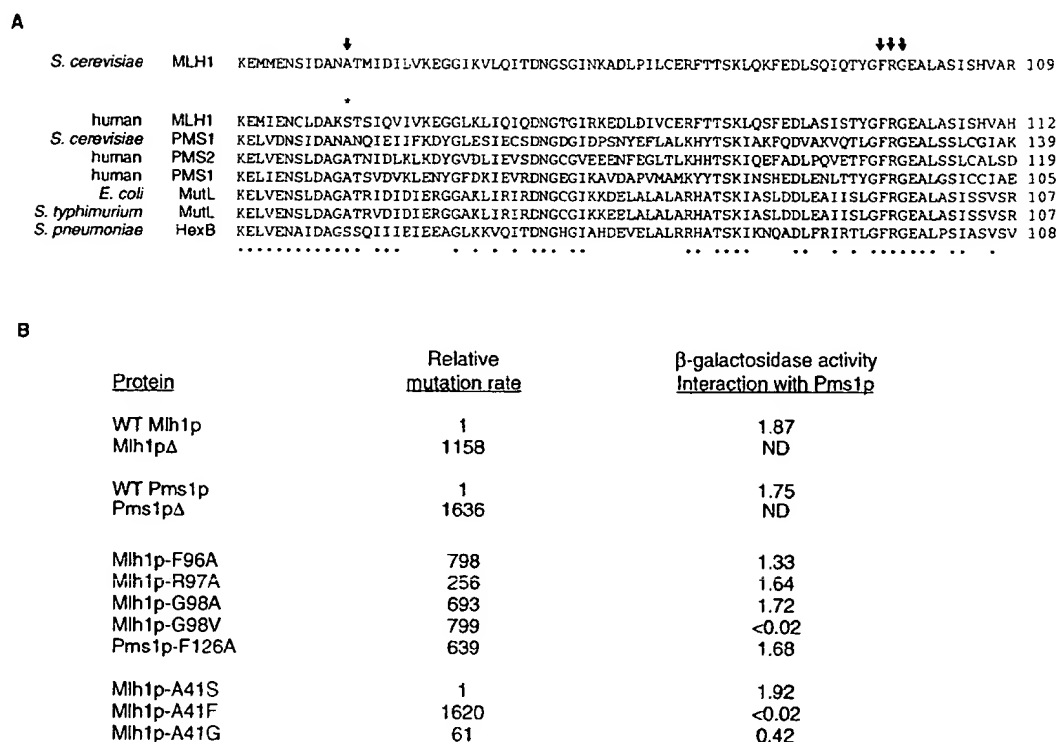 A
S. cerevisiae MLH1 KEMMENSIDANATMIDILVKEGGIKVLQITDNGSGINKADLPILCERFTTSKLQKFEDLSQIQTYGFRGEALASISHVAR 109
*
human MLH1 KEMIENCLDAKSTSIQVIVKEGGLKLIQIQDNGTGIRKEDLDIVCERFTTSKLQSFEDLASISTYGFRGEALASISHVAH 112
S. cerevisiae PMS1 KELVDNSIDANANQIEIIFKDYGLESIECSDNGDGIDPSNYEFLALKHYTSKIAKFQDVAKVQTLGFRGEALSSLCGIAK 139
human PMS2 KELVENSLDAGATNIDLKLKDYGVDLIEVSDNGCGVEEENFEGLTLKHHTSKIQEFADLPQVETFGFRGEALSSLCALSD 119
human PMS1 KELIENSLDAGATSVDVKLENYGFDKIEVRDNGEGIKAVDAPVMAMKYYTSKINSHEDLENLTTYGFRGEALGSICCIAE 105
E. coli MutL KELVENSLDAGATRIDIDIERGGAKLIRIRDNGCGIKKDELALALARHATSKIASLDDLEAIISLGFRGEALASISSVSR 107
S. typhimurium MutL KELVENSLDAGATRVDIDIERGGAKLIRIRDNGCGIKKEELALALARHATSKIASLDDLEAIISLGFRGEALASISSVSR 107
S. pneumoniae HexB KELVENAIDAGSSQIIIEIEEAGLKKVQITDNGHGIAHDEVELALRRHATSKIKNQADLFRIRTLGFRGEALPSIASVSV 108
B
Relative β-galactosidase activity
Protein mutation rate Interaction with Pms1p
WT Mlh1p 1 1.87
Mlh1pΔ 1158 ND
WT Pms1p 1 1.75
Pms1pΔ 1636 ND
Mlh1p-F96A 798 1.33
Mlh1p-R97A 256 1.64
Mlh1p-G98A 693 1.72
Mlh1p-G98V 799 <0.02
Pms1p-F126A 639 1.68
Mlh1p-A41S 1 1.92
Mlh1p-A41F 1620 <0.02
Mlh1p-A41G 61 0.42